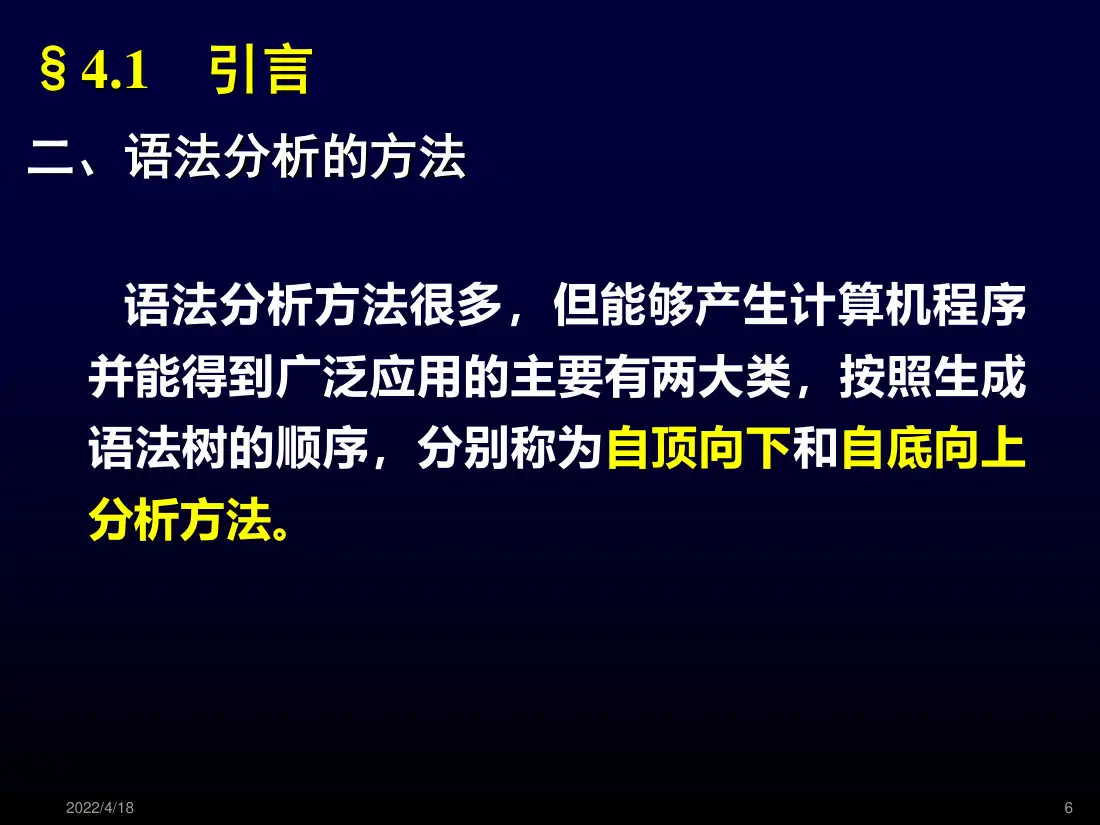 §4.1 引言
二、语法分析的方法
语法分析方法很多，但能够产生计算机程序
并能得到广泛应用的主要有两大类，按照生成
语法树的顺序，分别称为自顶向下和自底向上
分析方法。
2022/4/18 6